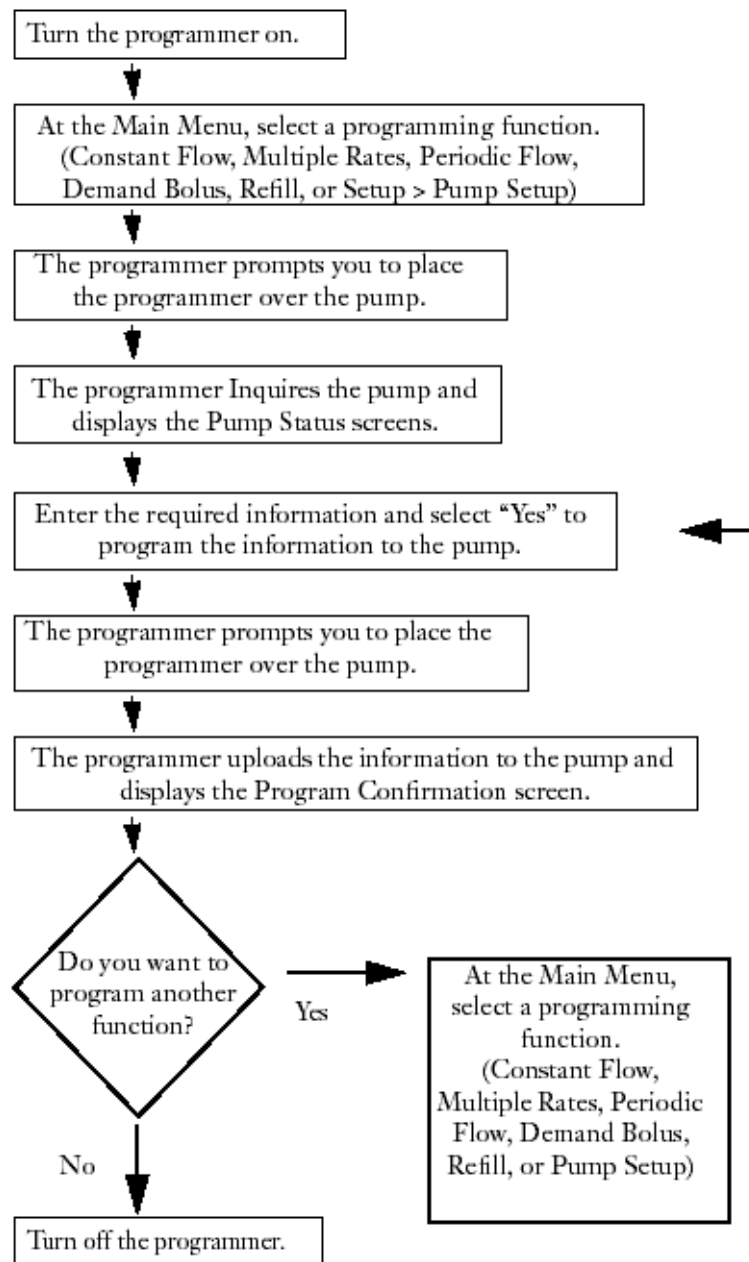 Turn the programmer on.
At the Main Menu, select a programming function.
(Constant Flow, Multiple Rates, Periodic Flow,
Demand Bolus, Refill, or Setup > Pump Setup)
The programmer prompts you to place
the programmer over the pump.
The programmer Inquires the pump and
displays the Pump Status screens.
Enter the required information and select “Yes” to
program the information to the pump.
The programmer prompts you to place the
programmer over the pump.
The programmer uploads the information to the pump and
displays the Program Confirmation screen.
Do you want to
program another
function?
Yes
At the Main Menu,
select a programming
function.
(Constant Flow,
Multiple Rates, Periodic
Flow, Demand Bolus,
Refill, or Pump Setup)
No
Turn off the programmer.